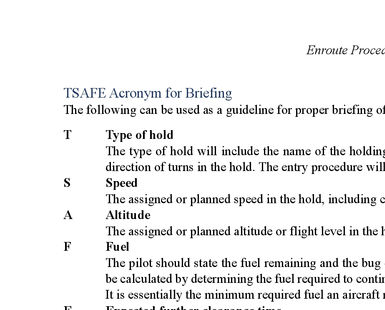 Enroute
TSAFE Acronym for Briefing
The following can be used as a guideline for proper briefing of
T Type of hold
The type of hold will include the name of the holding
direction of turns in the hold. The entry procedure will
S Speed
The assigned or planned speed in the hold, including
A Altitude
The assigned or planned altitude or flight level in the
F Fuel
The pilot should state the fuel remaining and the bug
be calculated by determining the fuel required to
It is essentially the minimum required fuel an aircraft
E Expected further clearance time